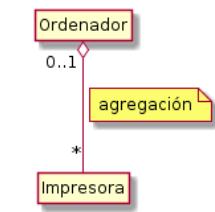 Ordenador
0..1
agregación
*
Impresora